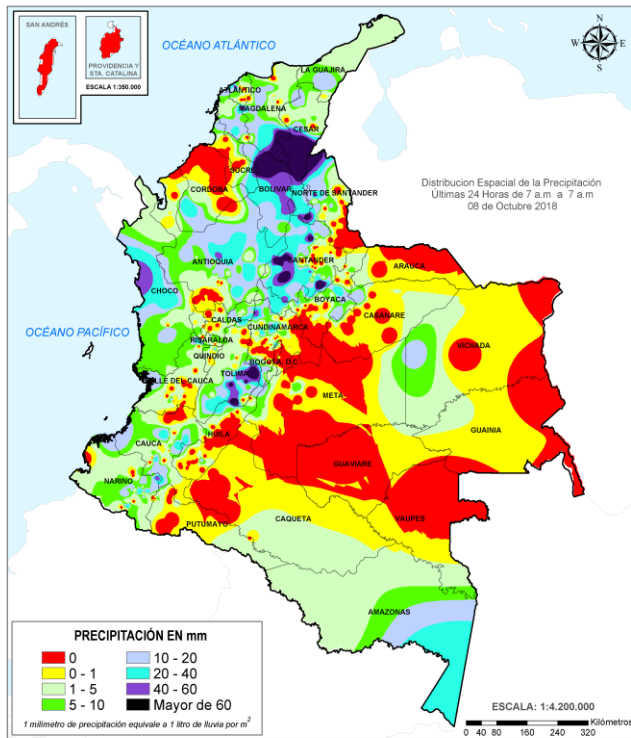 SAN ANDRÉS
PROVIDENCIA Y
STA. CATALINA
ESCALA 1:350.000
OCÉANO ATLÁNTICO
N
W E
S
LA GUAJIRA
ATLÁNTICO
MAGDALENA
CESAR
SUCRE
CORDOBA
BOLIVAR
NORTE DE SANTANDER
Distribucion Espacial de la Precipitación
Últimas 24 Horas de 7 a.m a 7 a.m
08 de Octubre 2018
ANTIOQUIA
SANTANDER
ARAUCA
CHOCO
BOYACA
CASANARE
OCÉANO PACÍFICO
CALDAS
CUNDINAMARCA
RISARALDA
VICHADA
QUINDIO
BOGOTA, D.C.
TOLIMA
VALLE DEL CAUCA
META
GUAINIA
CAUCA
HUILA
GUAVIARE
NARIÑO
PUTUMAYO
CAQUETA
VAUPES
AMAZONAS
PRECIPITACIÓN EN mm
0
0 - 1
1 - 5
5 - 10
10 - 20
20 - 40
40 - 60
Mayor de 60
1 milimetro de precipitación equivale a 1 litro de lluvia por m²
ESCALA: 1:4.200.000
Kilómetros
0 40 80 160 240 320